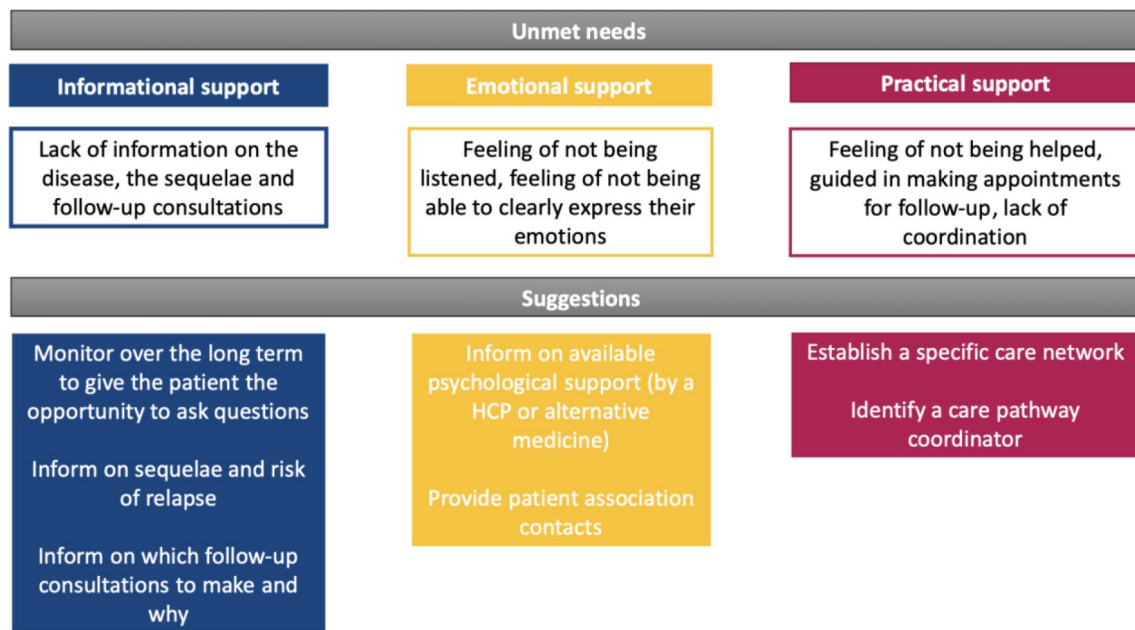 Unmet needs
Informational support
Emotional support
Practical support
Lack of information on the
disease, the sequelae and
follow-up consultations
Feeling of not being
listened, feeling of not being
able to clearly express their
emotions
Feeling of not being helped,
guided in making appointments
for follow-up, lack of
coordination
Suggestions
Monitor over the long term
to give the patient the
opportunity to ask questions
Inform on sequelae and risk
of relapse
Inform on which follow-up
consultations to make and
why
Inform on available
psychological support (by a
HCP or alternative
medicine)
Provide patient association
contacts
Establish a specific care network
Identify a care pathway
coordinator